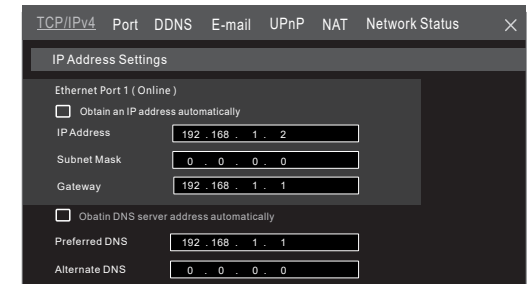 TCP/IPv4 Port DDNS E-mail UPnP NAT Network Status ×
IP Address Settings
Ethernet Port 1 ( Online )
Obtain an IP address automatically
IP Address 192 . 168 . 1 . 2
Subnet Mask 0 . 0 . 0 . 0
Gateway 192 . 168 . 1 . 1
Obatin DNS server address automatically
Preferred DNS 192 . 168 . 1 . 1
Alternate DNS 0 . 0 . 0 . 0